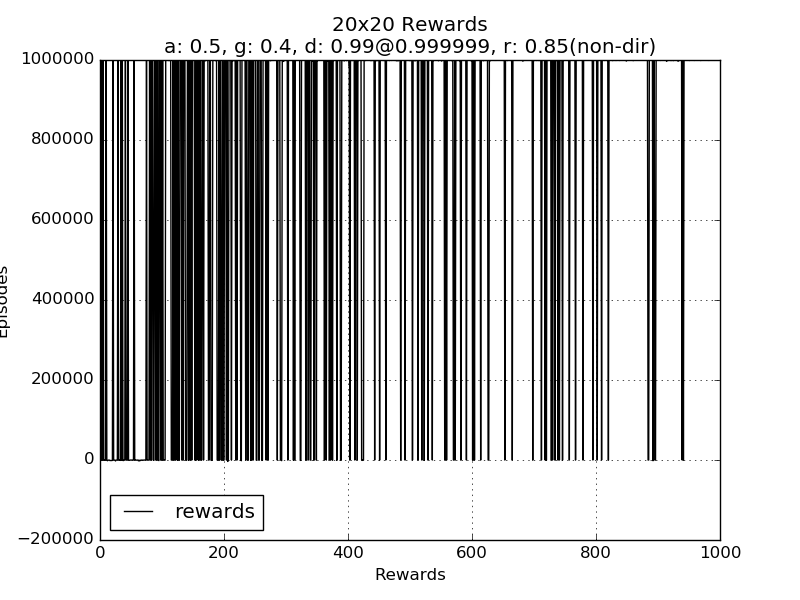 20x20 Rewards
a: 0.5, g: 0.4, d: 0.99@0.999999, r: 0.85(non-dir)
1000000
800000
600000
400000
200000
0
−200000
Episodes
rewards
0 200 400 600 800 1000
Rewards